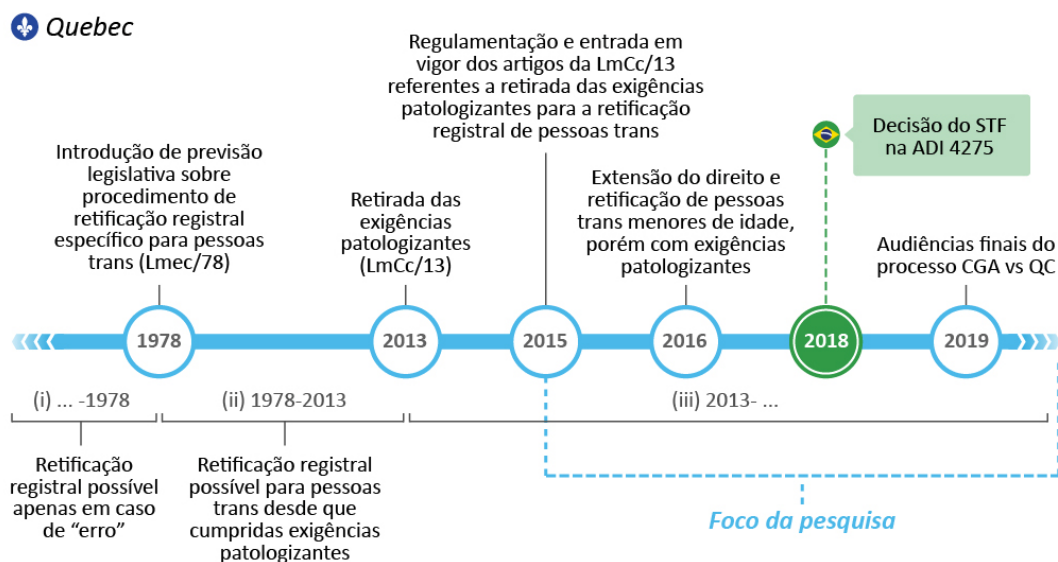 Quebec
Regulamentação e entrada em
vigor dos artigos da LmCc/13
referentes a retirada das exigências
patologizantes para a retificação
registral de pessoas trans
Decisão do STF
na ADI 4275
Introdução de previsão
legislativa sobre
procedimento de
retificação registral
específico para pessoas
trans (Lmec/78)
Retirada das
exigências
patologizantes
(LmCc/13)
Extensão do direito e
retificação de pessoas
trans menores de idade,
porém com exigências
patologizantes
Audiências finais do
processo CGA vs QC
1978
2013
2015
2016
2018
2019
(i) ... -1978
(ii) 1978-2013
(iii) 2013- ...
Retificação
registral possível
apenas em caso
de “erro”
Retificação registral
possível para pessoas
trans desde que
cumpridas exigências
patologizantes
Foco da pesquisa